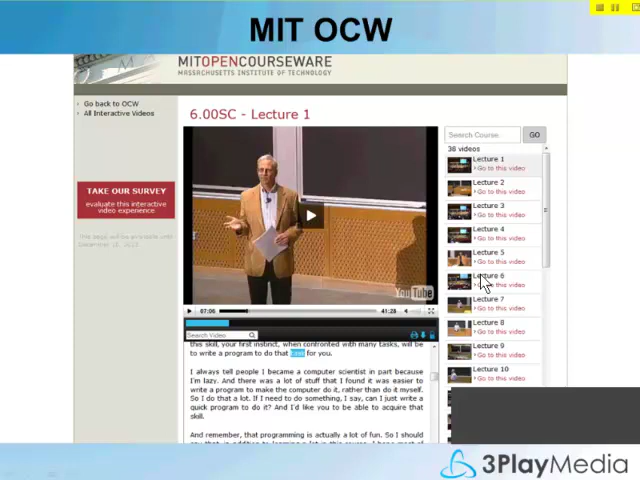 MIT OCW
MITOPENCOURSEWARE
MASSACHUSETTS INSTITUTE OF TECHNOLOGY
Go back to OCW
All Interactive Videos
6.00SC - Lecture 1
Search Course
GO
38 videos
Lecture 1
Go to this video
Lecture 2
Go to this video
Lecture 3
Go to this video
Lecture 4
Go to this video
Lecture 5
Go to this video
Lecture 6
Go to this video
Lecture 7
Go to this video
Lecture 8
Go to this video
Lecture 9
Go to this video
Lecture 10
Go to this video
TAKE OUR SURVEY
evaluate this interactive
video experience
This page will be available until
YouTube
07:06
41:28
Search Video
this skill, your first instinct, when confronted with many tasks, will be
to write a program to do that task for you.
I always tell people I became a computer scientist in part because
I'm lazy. And there was a lot of stuff that I found it was easier to
write a program to make the computer do it, rather than do it myself.
So I do that a lot. If I need to do something, I say, can I just write a
quick program to do it? And I'd like you to be able to acquire that
skill.
And remember, that programming is actually a lot of fun. So I should
3PlayMedia